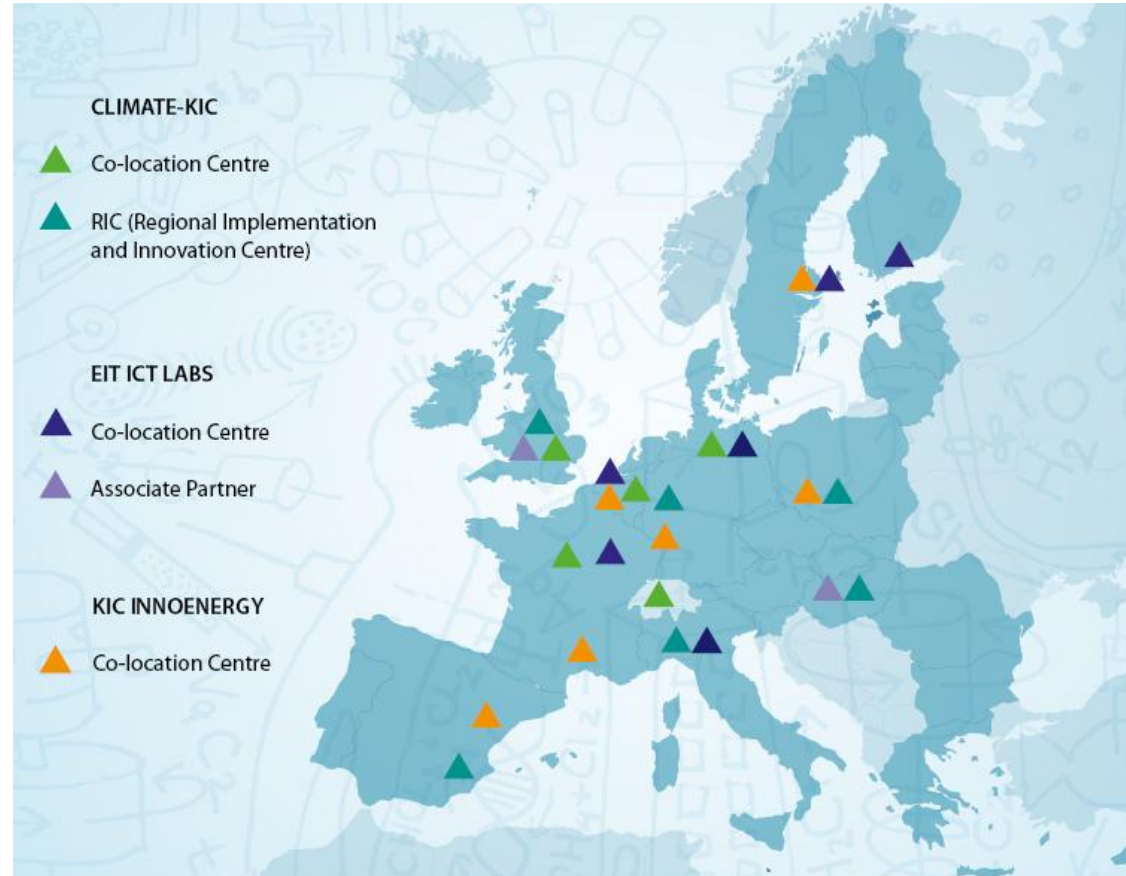 CLIMATE-KIC
Co-location Centre
RIC (Regional Implementation
and Innovation Centre)
EIT ICT LABS
Co-location Centre
Associate Partner
KIC INNOENERGY
Co-location Centre